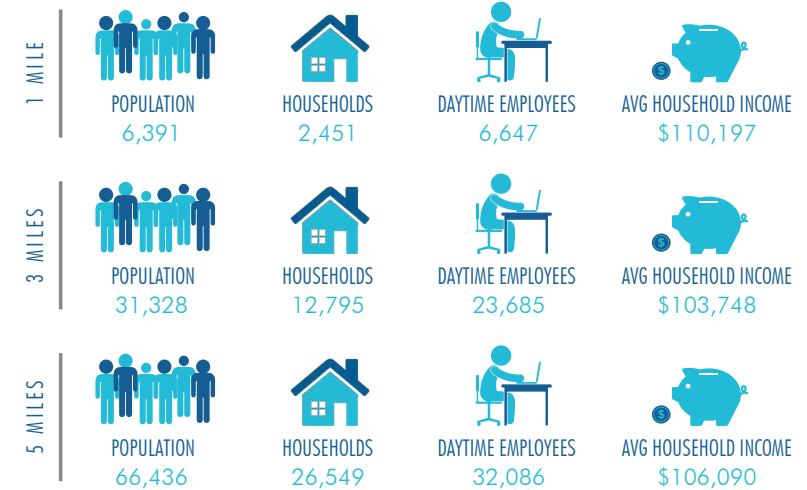 1 MILE
POPULATION
6,391
HOUSEHOLDS
2,451
DAYTIME EMPLOYEES
6,647
$
AVG HOUSEHOLD INCOME
$110,197
3 MILES
POPULATION
31,328
HOUSEHOLDS
12,795
DAYTIME EMPLOYEES
23,685
$
AVG HOUSEHOLD INCOME
$103,748
5 MILES
POPULATION
66,436
HOUSEHOLDS
26,549
DAYTIME EMPLOYEES
32,086
$
AVG HOUSEHOLD INCOME
$106,090